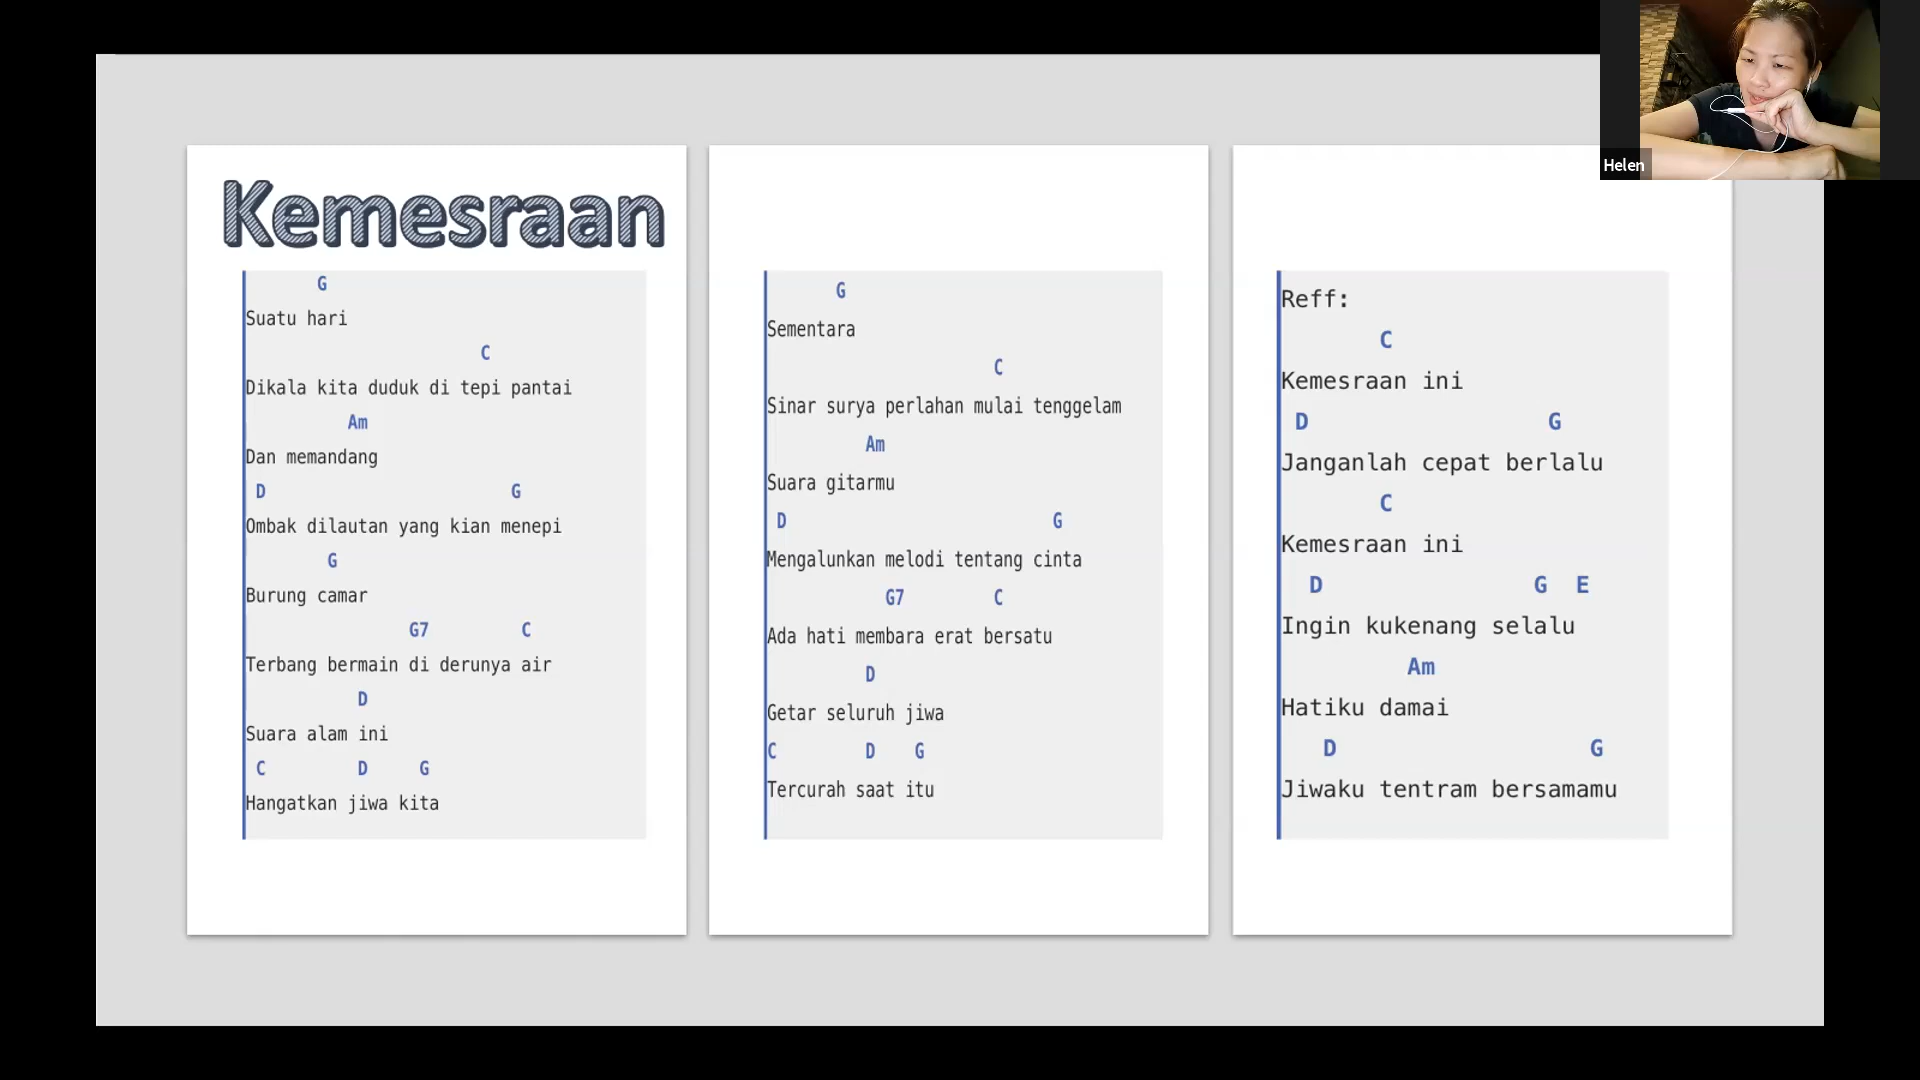 Kemesraan
G
Suatu hari
C
Dikala kita duduk di tepi pantai
Am
Dan memandang
D G
Ombak dilautan yang kian menepi
G
Burung camar
G7 C
Terbang bermain di derunya air
D
Suara alam ini
C D G
Hangatkan jiwa kita
G
Sementara
C
Sinar surya perlahan mulai tenggelam
Am
Suara gitarmu
D G
Mengalunkan melodi tentang cinta
G7 C
Ada hati membara erat bersatu
D
Getar seluruh jiwa
C D G
Tercurah saat itu
Reff:
C
Kemesraan ini
D G
Janganlah cepat berlalu
C
Kemesraan ini
D G E
Ingin kukenang selalu
Am
Hatiku damai
D G
Jiwaku tentram bersamamu
Helen